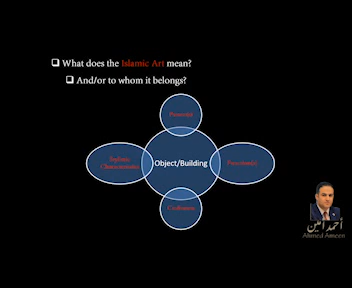 What does the Islamic Art mean?
And/or to whom it belongs?
Patron(s)
Stylistic
Characteristics
Object/Building
Craftsmen
أحمد أمين
Ahmed Ameen